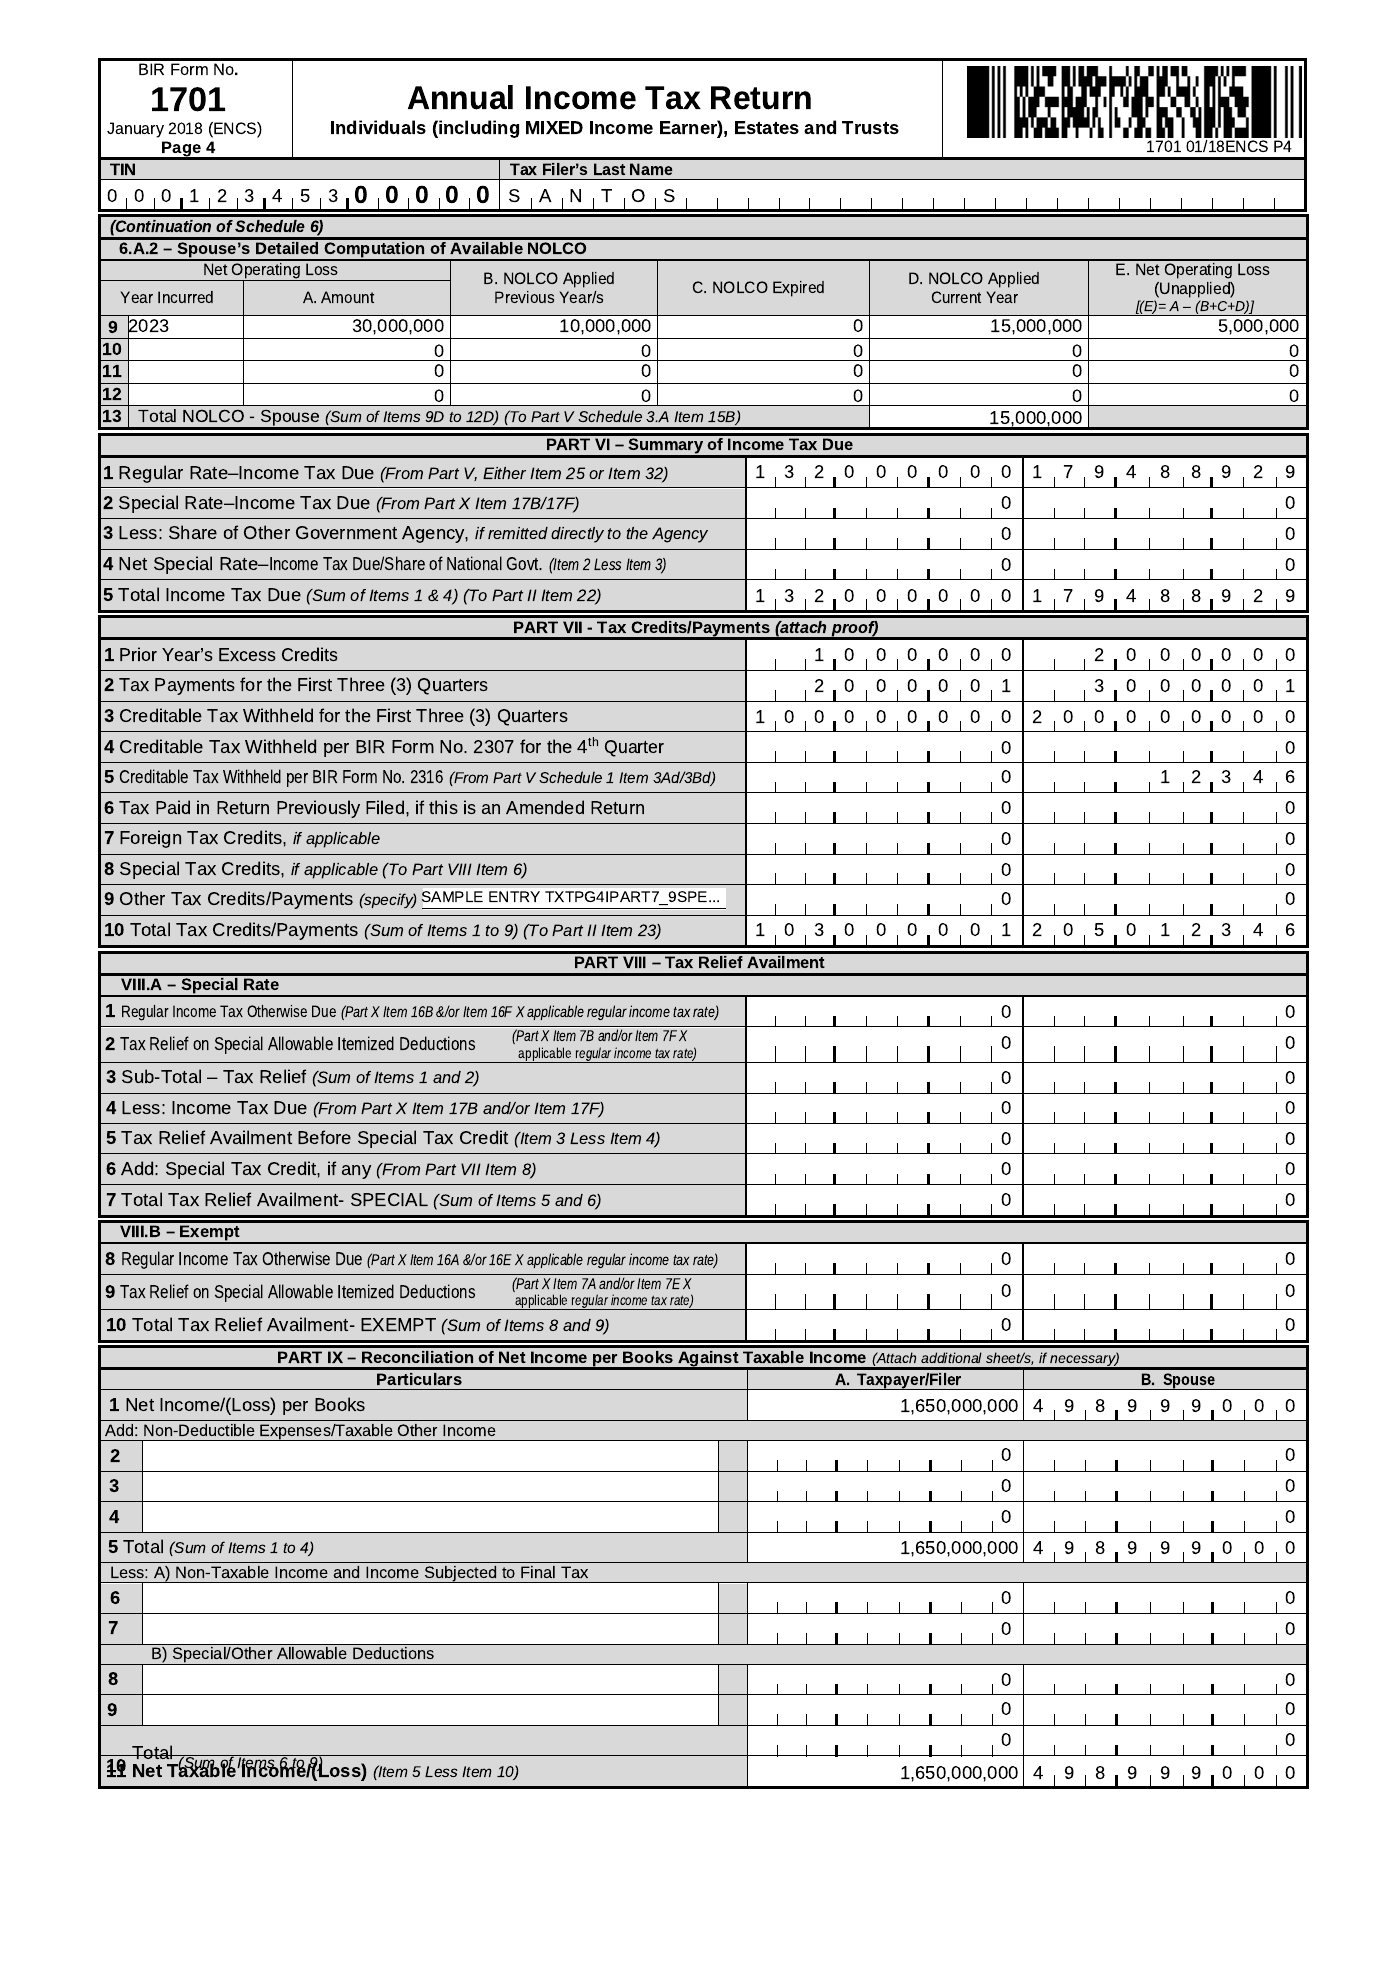 BIR Form No.
1701
January 2018 (ENCS)
Page 4
Annual Income Tax Return
Individuals (including MIXED Income Earner), Estates and Trusts
1701 01/18ENCS P4
TIN Tax Filer’s Last Name
0 0 0 1 2 3 4 5 3 0 0 0 0 0 S A N T O S
(Continuation of Schedule 6)
6.A.2 – Spouse’s Detailed Computation of Available NOLCO
Net Operating Loss
Year Incurred A. Amount
B. NOLCO Applied
Previous Year/s
C. NOLCO Expired
D. NOLCO Applied
Current Year
E. Net Operating Loss
(Unapplied)
[(E)= A – (B+C+D)]
9 2023 30,000,000 10,000,000 0 15,000,000 5,000,000
10 0 0 0 0 0
11 0 0 0 0 0
12 0 0 0 0 0
13 Total NOLCO - Spouse (Sum of Items 9D to 12D) (To Part V Schedule 3.A Item 15B) 15,000,000
PART VI – Summary of Income Tax Due
1 Regular Rate–Income Tax Due (From Part V, Either Item 25 or Item 32) 1 3 2 0 0 0 0 0 0 1 7 9 4 8 8 9 2 9
2 Special Rate–Income Tax Due (From Part X Item 17B/17F) 0 0
3 Less: Share of Other Government Agency, if remitted directly to the Agency 0 0
4 Net Special Rate–Income Tax Due/Share of National Govt. (Item 2 Less Item 3) 0 0
5 Total Income Tax Due (Sum of Items 1 & 4) (To Part II Item 22) 1 3 2 0 0 0 0 0 0 1 7 9 4 8 8 9 2 9
PART VII - Tax Credits/Payments (attach proof)
1 Prior Year’s Excess Credits 1 0 0 0 0 0 0 2 0 0 0 0 0 0
2 Tax Payments for the First Three (3) Quarters 2 0 0 0 0 0 1 3 0 0 0 0 0 1
3 Creditable Tax Withheld for the First Three (3) Quarters 1 0 0 0 0 0 0 0 0 2 0 0 0 0 0 0 0 0
4 Creditable Tax Withheld per BIR Form No. 2307 for the 4th Quarter 0 0
5 Creditable Tax Withheld per BIR Form No. 2316 (From Part V Schedule 1 Item 3Ad/3Bd) 0 1 2 3 4 6
6 Tax Paid in Return Previously Filed, if this is an Amended Return 0 0
7 Foreign Tax Credits, if applicable 0 0
8 Special Tax Credits, if applicable (To Part VIII Item 6) 0 0
9 Other Tax Credits/Payments (specify) SAMPLE ENTRY TXTPG4IPART7_9SPE... 0 0
10 Total Tax Credits/Payments (Sum of Items 1 to 9) (To Part II Item 23) 1 0 3 0 0 0 0 0 1 2 0 5 0 1 2 3 4 6
PART VIII – Tax Relief Availment
VIII.A – Special Rate
1 Regular Income Tax Otherwise Due (Part X Item 16B &/or Item 16F X applicable regular income tax rate) 0 0
2 Tax Relief on Special Allowable Itemized Deductions (Part X Item 7B and/or Item 7F X
applicable regular income tax rate) 0 0
3 Sub-Total – Tax Relief (Sum of Items 1 and 2) 0 0
4 Less: Income Tax Due (From Part X Item 17B and/or Item 17F) 0 0
5 Tax Relief Availment Before Special Tax Credit (Item 3 Less Item 4) 0 0
6 Add: Special Tax Credit, if any (From Part VII Item 8) 0 0
7 Total Tax Relief Availment- SPECIAL (Sum of Items 5 and 6) 0 0
VIII.B – Exempt
8 Regular Income Tax Otherwise Due (Part X Item 16A &/or 16E X applicable regular income tax rate) 0 0
9 Tax Relief on Special Allowable Itemized Deductions (Part X Item 7A and/or Item 7E X
applicable regular income tax rate) 0 0
10 Total Tax Relief Availment- EXEMPT (Sum of Items 8 and 9) 0 0
PART IX – Reconciliation of Net Income per Books Against Taxable Income (Attach additional sheet/s, if necessary)
Particulars A. Taxpayer/Filer B. Spouse
1 Net Income/(Loss) per Books 1,650,000,000 4 9 8 9 9 9 0 0 0
Add: Non-Deductible Expenses/Taxable Other Income
2 0 0
3 0 0
4 0 0
5 Total (Sum of Items 1 to 4) 1,650,000,000 4 9 8 9 9 9 0 0 0
Less: A) Non-Taxable Income and Income Subjected to Final Tax
6 0 0
7 0 0
B) Special/Other Allowable Deductions
8 0 0
9 0 0
10 Total (Sum of Items 6 to 9) 0 0
11 Net Taxable Income/(Loss) (Item 5 Less Item 10) 1,650,000,000 4 9 8 9 9 9 0 0 0